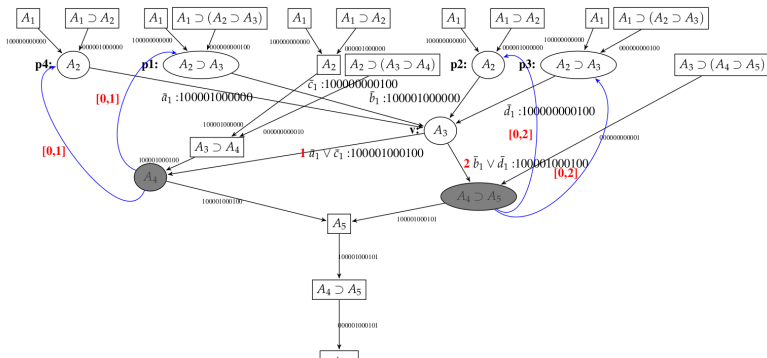 A₁ A₁ ⊃ A₂ A₁ A₁ ⊃ (A₂ ⊃ A₃) A₁ A₁ ⊃ A₂ A₁ A₁ ⊃ A₂ A₁ A₁ ⊃ (A₂ ⊃ A₃)
100000000000 000001000000 100000000000 000000000100 100000000000 000001000000 100000000000 000001000000 100000000000 000000000100
p4: A₂ p1: A₂ ⊃ A₃ A₂ A₂ ⊃ (A₃ ⊃ A₄) p2: A₂ p3: A₂ ⊃ A₃ A₃ ⊃ (A₄ ⊃ A₅)
c̄₁ :100000000100
[0,1] ā₁ :100001000000 b̄₁ :100001000000
d̄₁ :100000000100
100001000000 000000000010 v: A₃ [0,2] 000000000001
[0,1] A₃ ⊃ A₄ 1 ā₁ ∨ c̄₁ :100001000100
100001000100 2 b̄₁ ∨ d̄₁ :100001000100
A₄ [0,2]
A₄ ⊃ A₅
100001000100 100001000101
A₅
100001000101
A₄ ⊃ A₅
000001000101